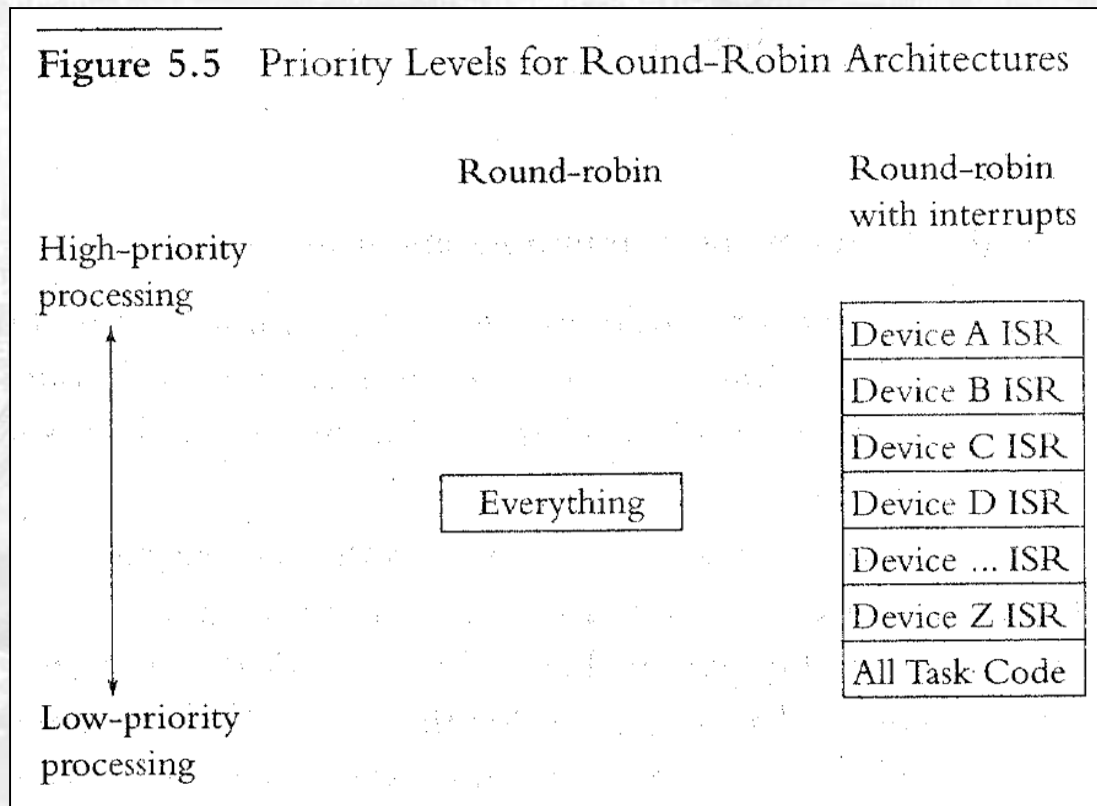 Figure 5.5 Priority Levels for Round-Robin Architectures
Round-robin
Round-robin
with interrupts
High-priority
processing
Device A ISR
Device B ISR
Device C ISR
Everything
Device D ISR
Device ... ISR
Device Z ISR
All Task Code
Low-priority
processing